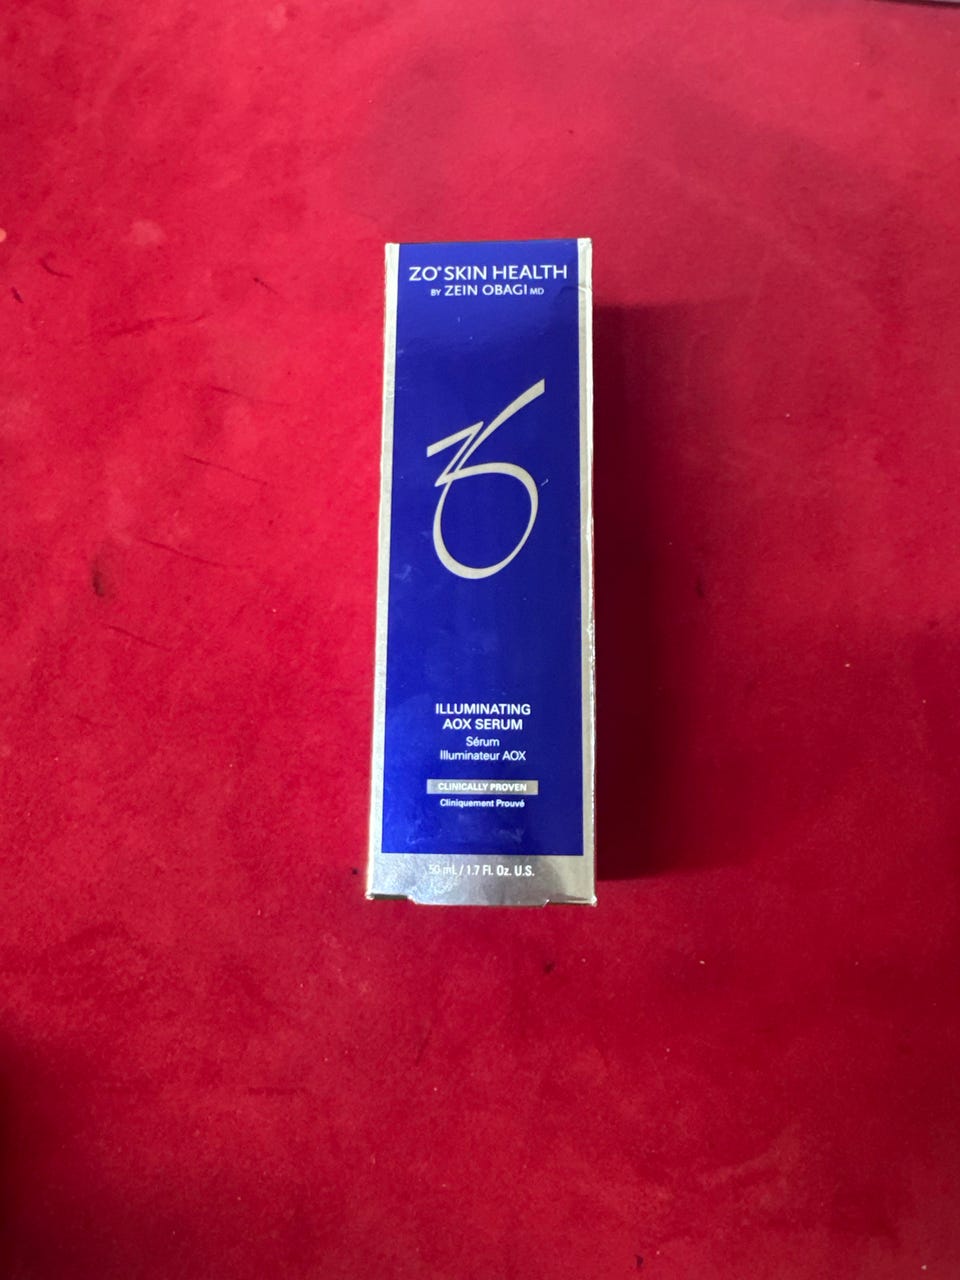 ZO® SKIN HEALTH
BY ZEIN OBAGI MD
ILLUMINATING
AOX SERUM
Sérum
Illuminateur AOX
CLINICALLY PROVEN
Cliniquement Prouvé
50 mL / 1.7 Fl. Oz. U.S.